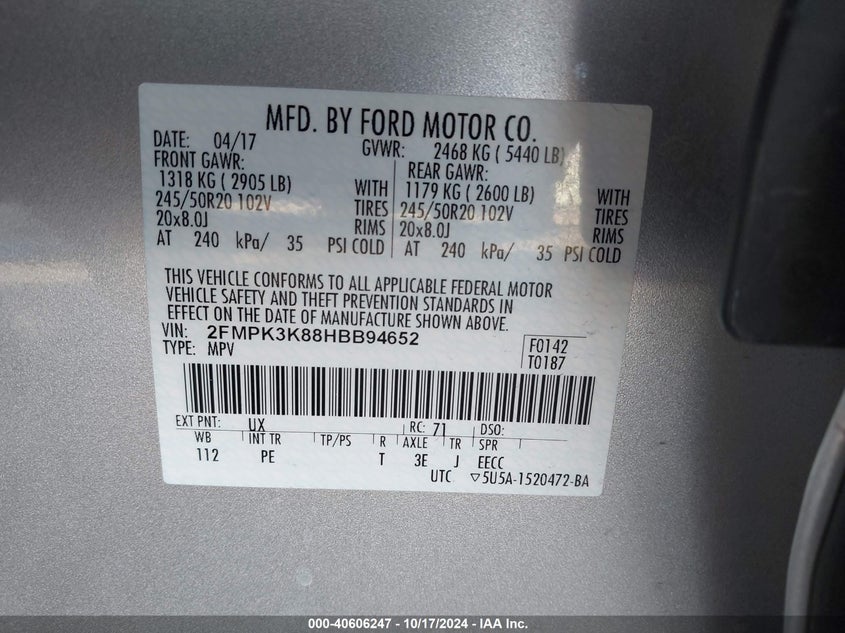 MFD. BY FORD MOTOR CO.
DATE: 04/17 GVWR: 2468 KG ( 5440 LB)
FRONT GAWR: REAR GAWR:
1318 KG ( 2905 LB) WITH 1179 KG ( 2600 LB) WITH
245/50R20 102V TIRES 245/50R20 102V TIRES
20x8.0J RIMS 20x8.0J RIMS
AT 240 kPa/ 35 PSI COLD AT 240 kPa/ 35 PSI COLD
THIS VEHICLE CONFORMS TO ALL APPLICABLE FEDERAL MOTOR
VEHICLE SAFETY AND THEFT PREVENTION STANDARDS IN
EFFECT ON THE DATE OF MANUFACTURE SHOWN ABOVE.
VIN: 2FMPK3K88HBB94652 F0142
TYPE: MPV T0187
EXT PNT: UX RC: 71 DSO:
WB INT TR TP/PS R AXLE TR SPR
112 PE T 3E J EECC
UTC ▽5U5A-1520472-BA
000-40606247 - 10/17/2024 - IAA Inc.